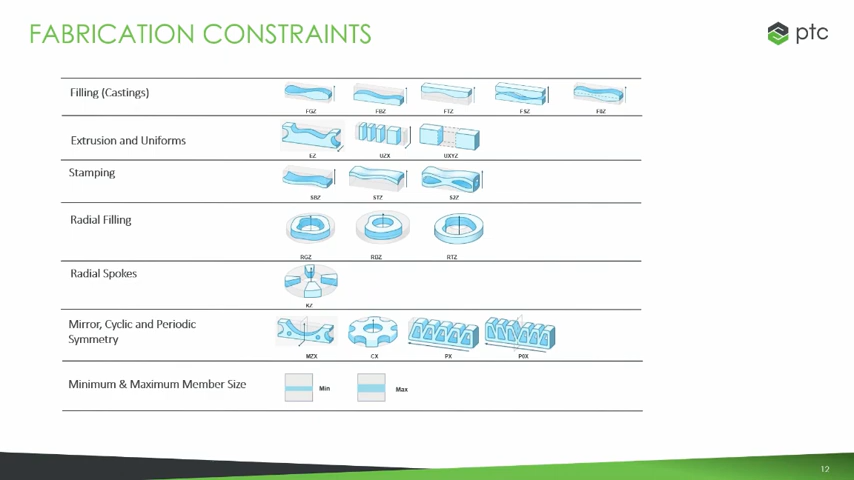 FABRICATION CONSTRAINTS
ptc
Filling (Castings)
FGZ FBZ FTZ FSZ F0Z
Extrusion and Uniforms
EZ UZX UXYZ
Stamping
SBZ STZ S2Z
Radial Filling
RGZ RBZ RTZ
Radial Spokes
KZ
Mirror, Cyclic and Periodic
Symmetry
MZX CX PX P0X
Minimum & Maximum Member Size
Min Max
12